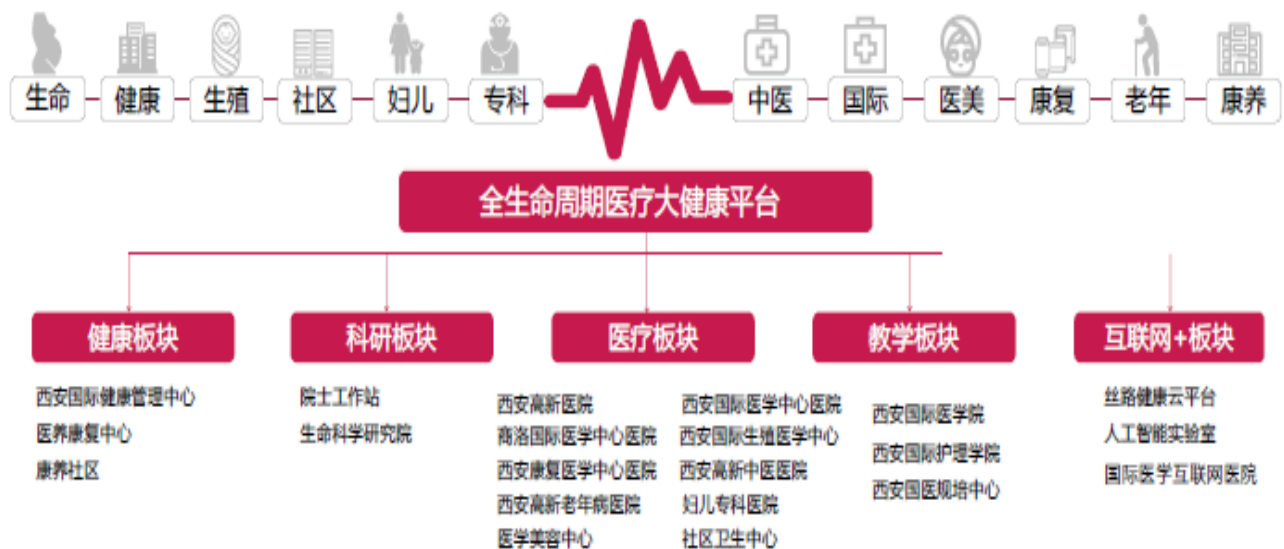 生命 健康 生殖 社区 妇儿 专科 中医 国际 医美 康复 老年 康养
全生命周期医疗大健康平台
健康板块
西安国际健康管理中心
医养康复中心
康养社区
科研板块
院士工作站
生命科学研究院
医疗板块
西安高新医院
商洛国际医学中心医院
西安康复医学中心医院
西安高新老年病医院
医学美容中心
西安国际医学中心医院
西安国际生殖医学中心
西安高新中医医院
妇儿专科医院
社区卫生中心
教学板块
西安国际医学院
西安国际护理学院
西安国医规培中心
互联网+板块
丝路健康云平台
人工智能实验室
国际医学互联网医院